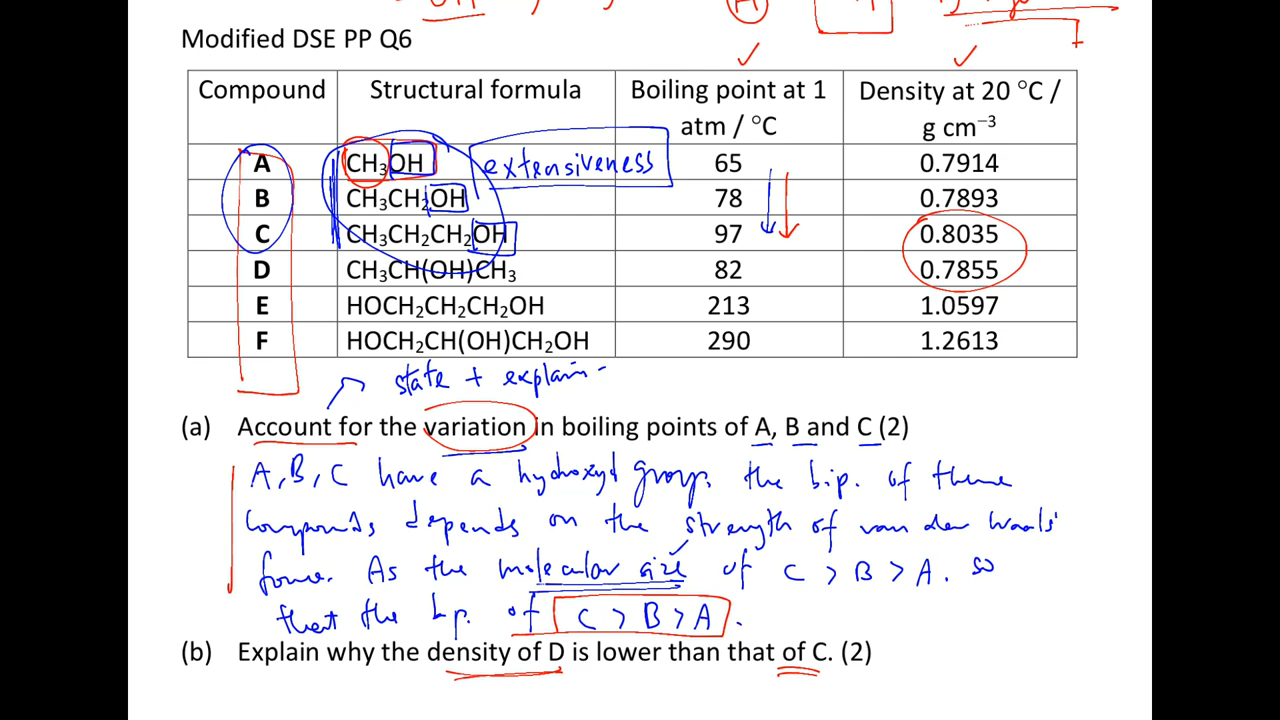 Modified DSE PP Q6
Compound Structural formula Boiling point at 1 atm / °C Density at 20 °C / g cm⁻³
A CH₃OH extensiveness 65 0.7914
B CH₃CH₂OH 78 0.7893
C CH₃CH₂CH₂OH 97 0.8035
D CH₃CH(OH)CH₃ 82 0.7855
E HOCH₂CH₂CH₂OH 213 1.0597
F HOCH₂CH(OH)CH₂OH 290 1.2613
state + explain
(a) Account for the variation in boiling points of A, B and C (2)
A, B, C have a hydroxyl group. the b.p. of these
compounds depends on the strength of van der Waals'
force. As the molecular size of C > B > A. so
that the b.p. of C > B > A.
(b) Explain why the density of D is lower than that of C. (2)